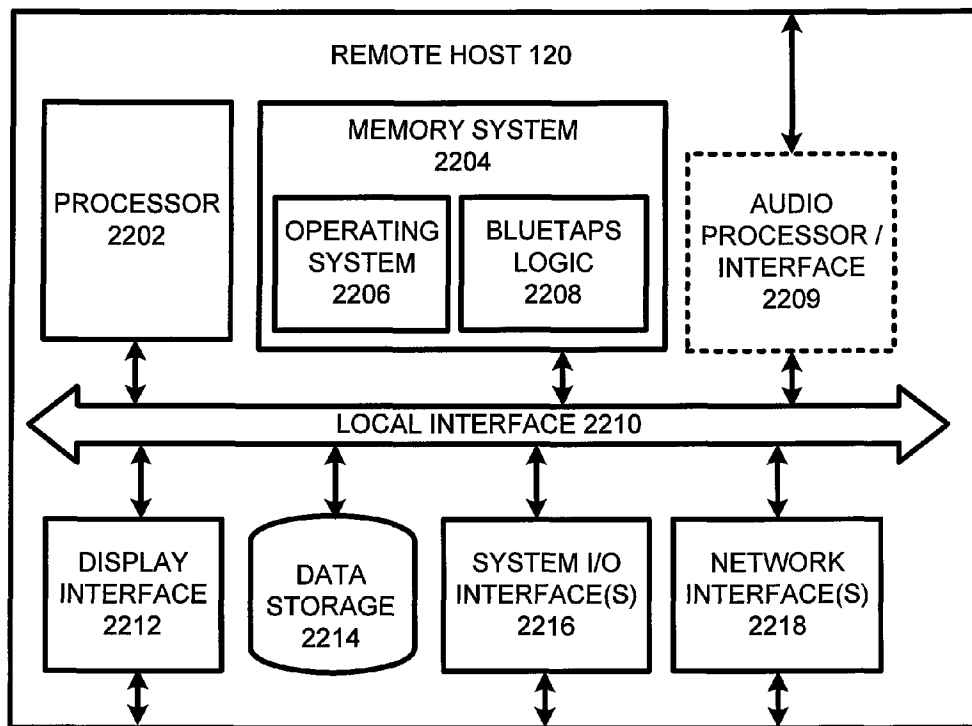 REMOTE HOST 120
PROCESSOR
2202
MEMORY SYSTEM
2204
OPERATING
SYSTEM
2206
BLUETAPS
LOGIC
2208
AUDIO
PROCESSOR /
INTERFACE
2209
LOCAL INTERFACE 2210
DISPLAY
INTERFACE
2212
DATA
STORAGE
2214
SYSTEM I/O
INTERFACE(S)
2216
NETWORK
INTERFACE(S)
2218